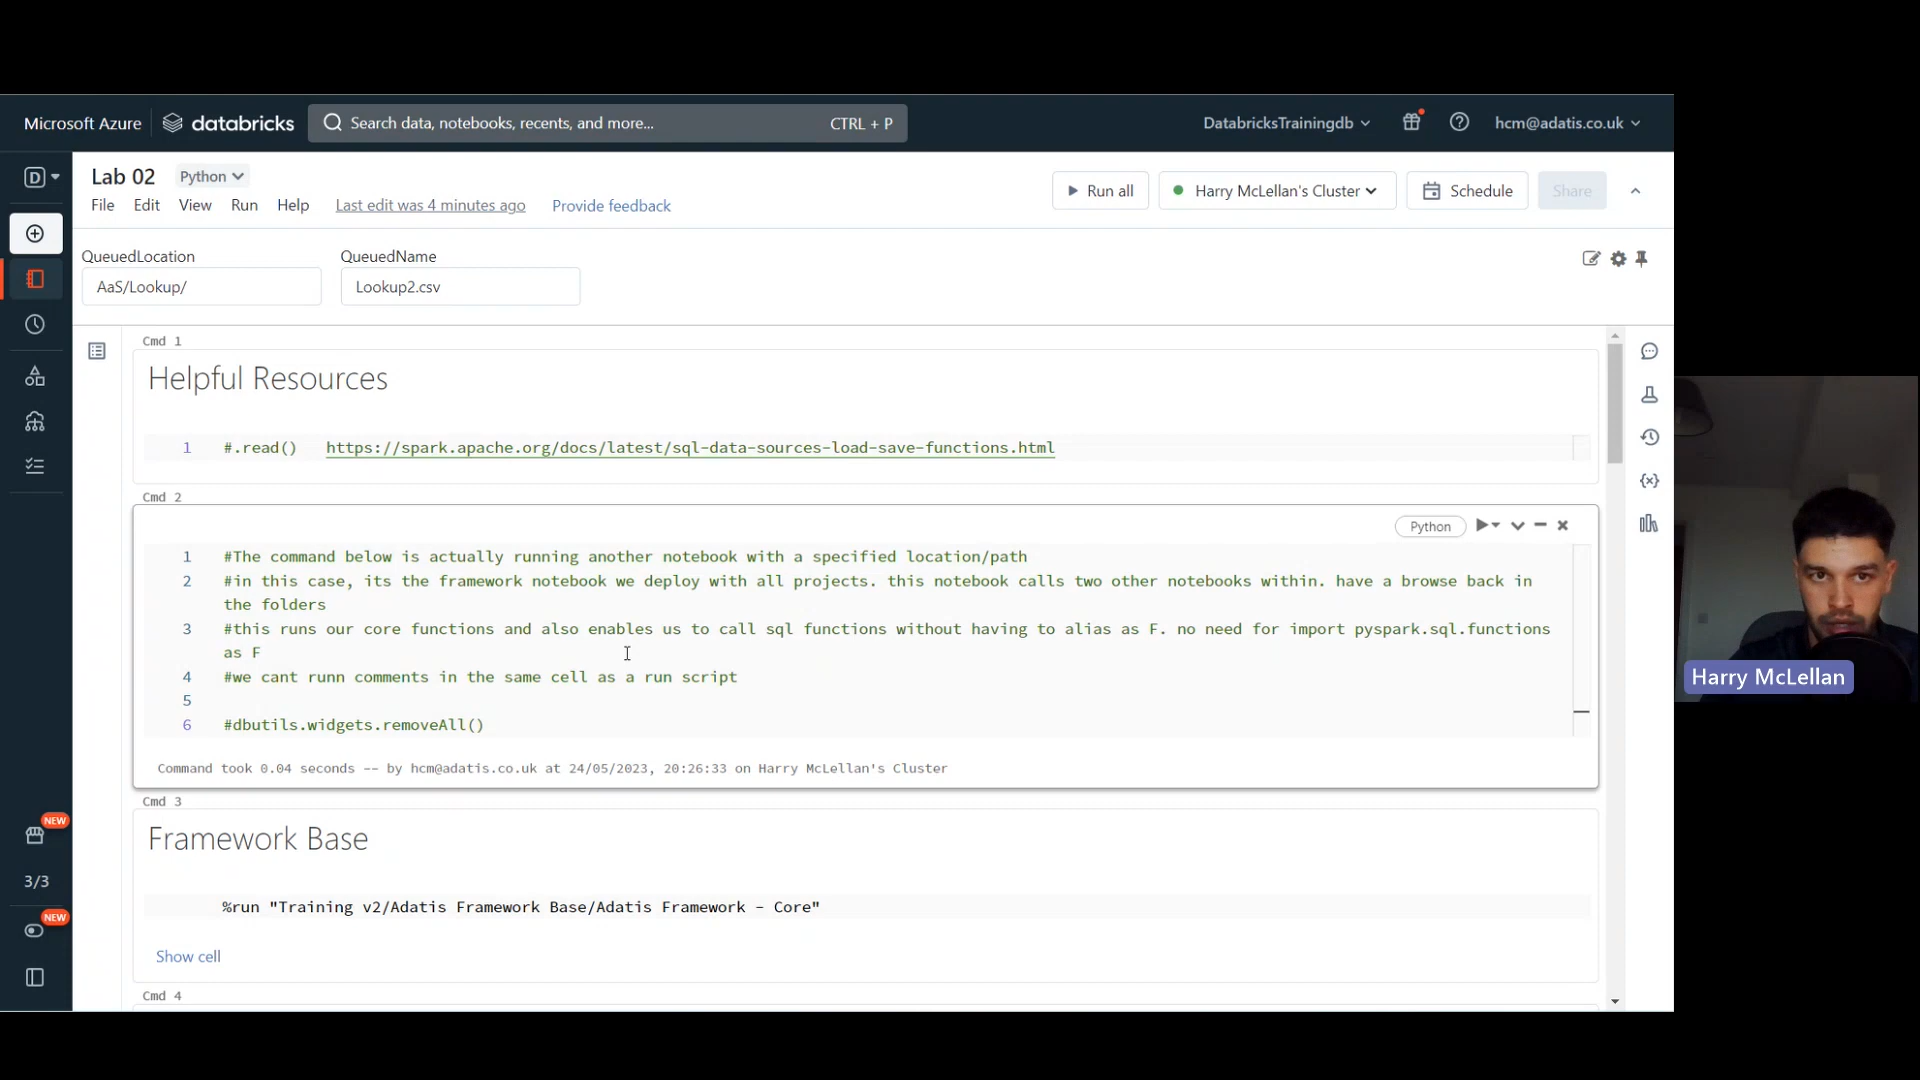 Microsoft Azure databricks Search data, notebooks, recents, and more... CTRL + P DatabricksTrainingdb hcm@adatis.co.uk
D Lab 02 Python
Run all Harry McLellan's Cluster Schedule Share
File Edit View Run Help Last edit was 4 minutes ago Provide feedback
QueuedLocation QueuedName
AaS/Lookup/ Lookup2.csv
Cmd 1
Helpful Resources
1 #.read() https://spark.apache.org/docs/latest/sql-data-sources-load-save-functions.html
Cmd 2
Python
1 #The command below is actually running another notebook with a specified location/path
2 #in this case, its the framework notebook we deploy with all projects. this notebook calls two other notebooks within. have a browse back in
the folders
3 #this runs our core functions and also enables us to call sql functions without having to alias as F. no need for import pyspark.sql.functions
as F
4 #we cant runn comments in the same cell as a run script
5
6 #dbutils.widgets.removeAll()
Command took 0.04 seconds -- by hcm@adatis.co.uk at 24/05/2023, 20:26:33 on Harry McLellan's Cluster
Cmd 3
Framework Base
%run "Training v2/Adatis Framework Base/Adatis Framework - Core"
Show cell
Cmd 4
NEW
3/3
NEW
Harry McLellan